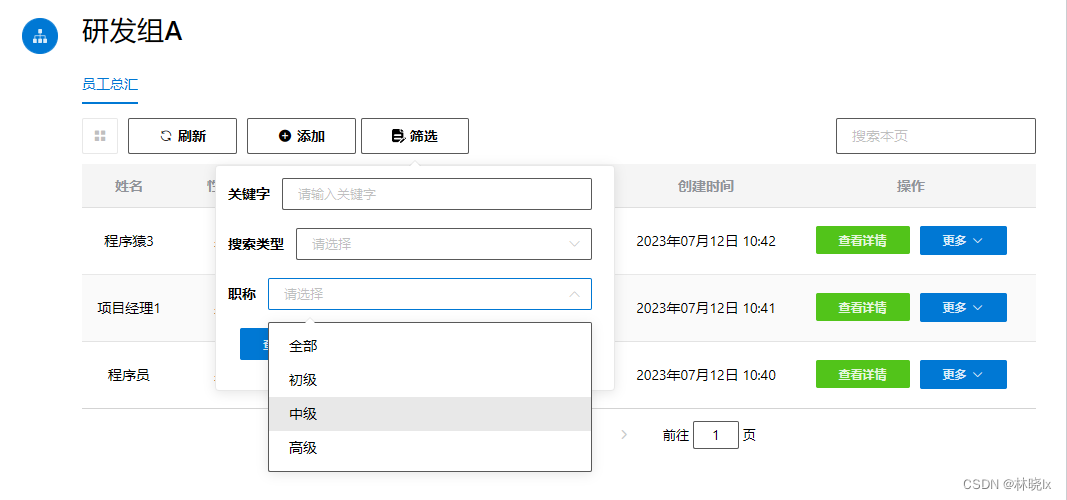 研发组A
员工总汇
刷新 添加 筛选 搜索本页
姓名 创建时间 操作
关键字 请输入关键字
程序猿3 2023年07月12日 10:42 查看详情 更多
搜索类型 请选择
职称 请选择
项目经理1 2023年07月12日 10:41 查看详情 更多
全部
初级
程序员 2023年07月12日 10:40 查看详情 更多
中级
前往 1 页
高级
CSDN @林晓lx